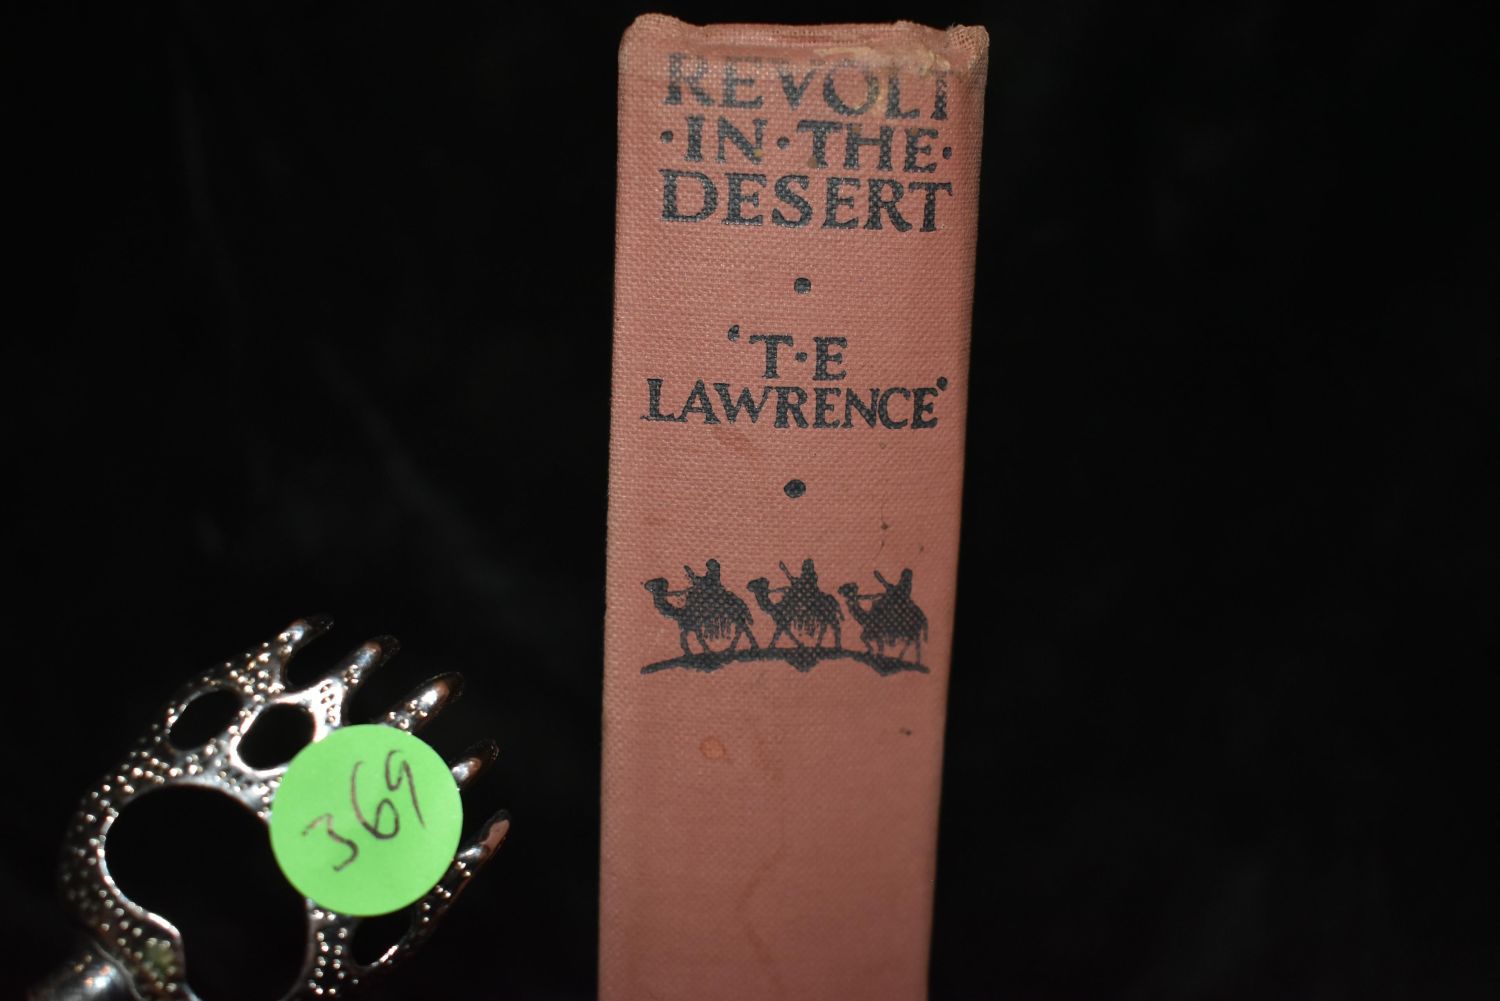 REVOLT
·IN·THE·
DESERT
‘T·E
LAWRENCE’
369